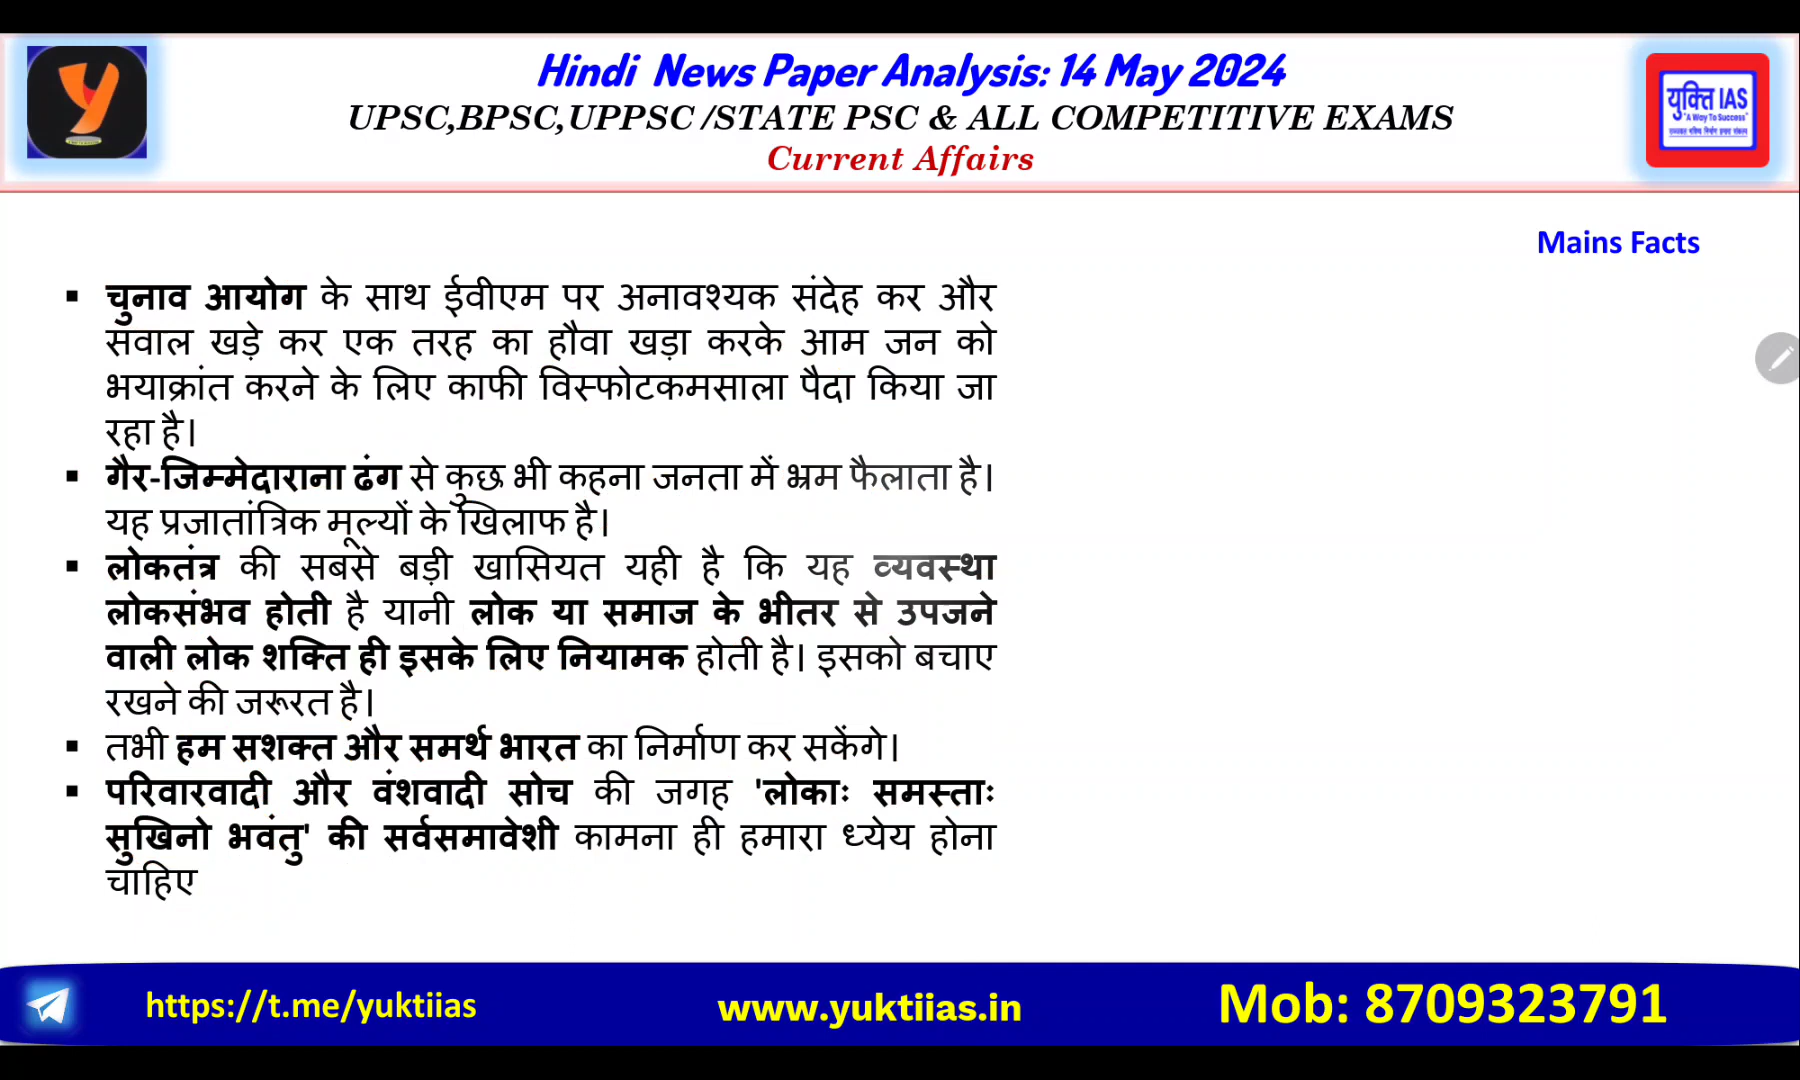 Hindi News Paper Analysis: 14 May 2024
UPSC,BPSC,UPPSC /STATE PSC & ALL COMPETITIVE EXAMS
Current Affairs
युक्ति IAS
"A Way To Success"
Mains Facts
▪ चुनाव आयोग के साथ ईवीएम पर अनावश्यक संदेह कर और
सवाल खड़े कर एक तरह का हौवा खड़ा करके आम जन को
भयाक्रांत करने के लिए काफी विस्फोटकमसाला पैदा किया जा
रहा है।
▪ गैर-जिम्मेदाराना ढंग से कुछ भी कहना जनता में भ्रम फैलाता है।
यह प्रजातांत्रिक मूल्यों के खिलाफ है।
▪ लोकतंत्र की सबसे बड़ी खासियत यही है कि यह व्यवस्था
लोकसंभव होती है यानी लोक या समाज के भीतर से उपजने
वाली लोक शक्ति ही इसके लिए नियामक होती है। इसको बचाए
रखने की जरूरत है।
▪ तभी हम सशक्त और समर्थ भारत का निर्माण कर सकेंगे।
▪ परिवारवादी और वंशवादी सोच की जगह 'लोकाः समस्ताः
सुखिनो भवंतु' की सर्वसमावेशी कामना ही हमारा ध्येय होना
चाहिए
https://t.me/yuktiias
www.yuktiias.in
Mob: 8709323791